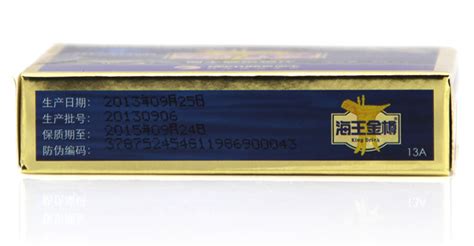 生产日期: 2013年09月25日
生产批号: 20130906
保质期至: 2015年09月24日
防伪编码: 37875245481198690004​3
海王金樽
King Drink
13A